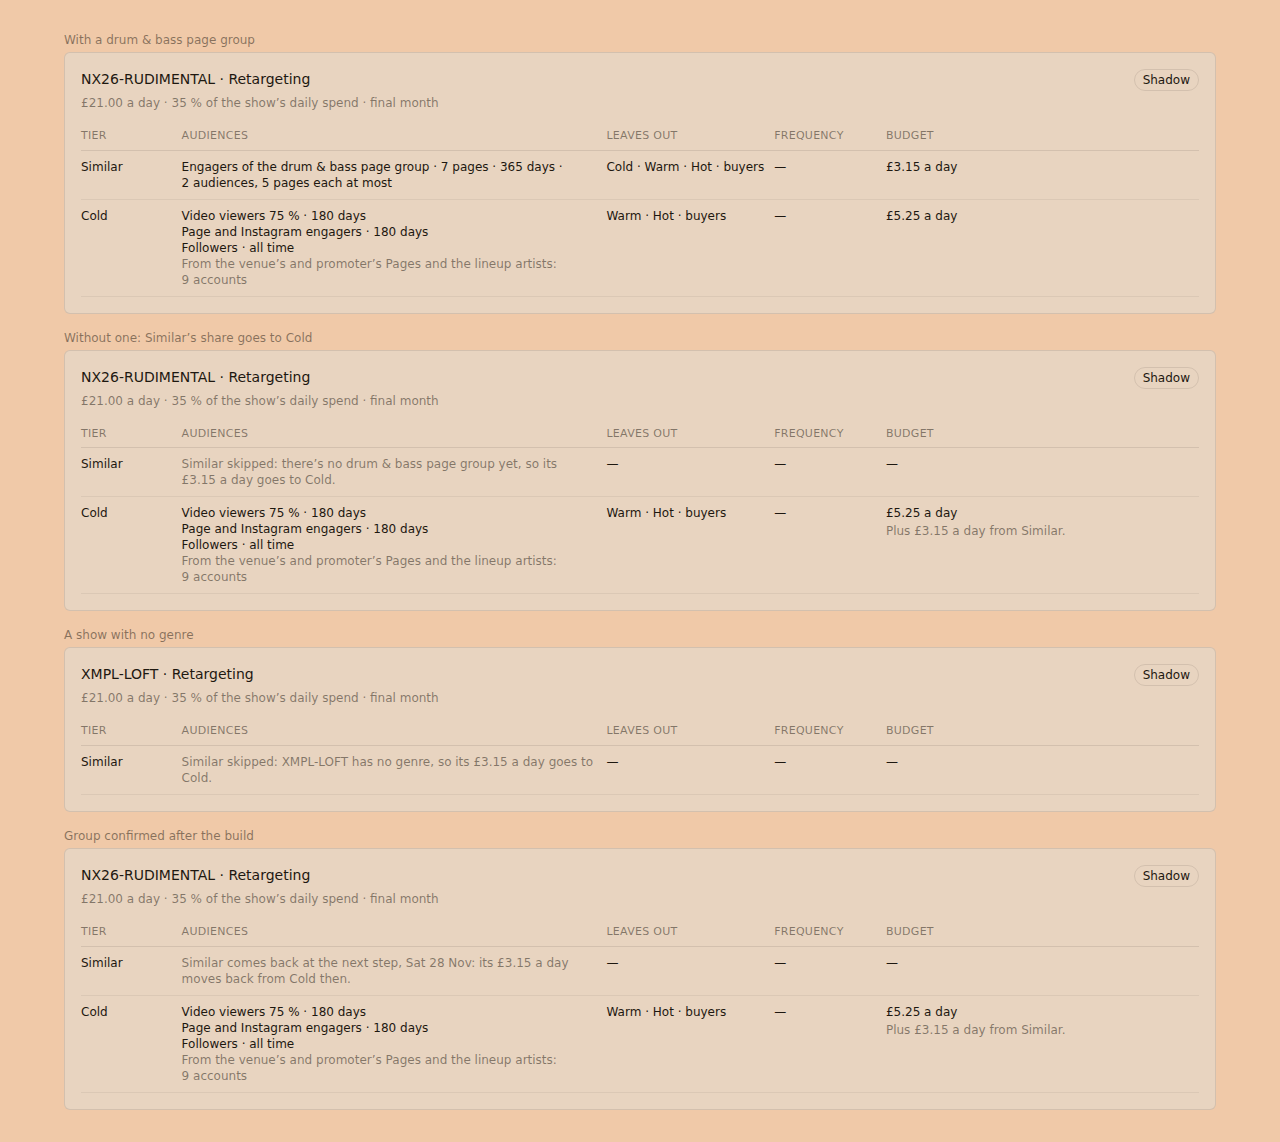 With a drum & bass page group
NX26-RUDIMENTAL · Retargeting
Shadow
£21.00 a day · 35 % of the show’s daily spend · final month
TIER AUDIENCES LEAVES OUT FREQUENCY BUDGET
Similar Engagers of the drum & bass page group · 7 pages · 365 days · Cold · Warm · Hot · buyers — £3.15 a day
2 audiences, 5 pages each at most
Cold Video viewers 75 % · 180 days Warm · Hot · buyers — £5.25 a day
Page and Instagram engagers · 180 days
Followers · all time
From the venue’s and promoter’s Pages and the lineup artists:
9 accounts
Without one: Similar’s share goes to Cold
NX26-RUDIMENTAL · Retargeting
Shadow
£21.00 a day · 35 % of the show’s daily spend · final month
TIER AUDIENCES LEAVES OUT FREQUENCY BUDGET
Similar Similar skipped: there’s no drum & bass page group yet, so its — — —
£3.15 a day goes to Cold.
Cold Video viewers 75 % · 180 days Warm · Hot · buyers — £5.25 a day
Page and Instagram engagers · 180 days Plus £3.15 a day from Similar.
Followers · all time
From the venue’s and promoter’s Pages and the lineup artists:
9 accounts
A show with no genre
XMPL-LOFT · Retargeting
Shadow
£21.00 a day · 35 % of the show’s daily spend · final month
TIER AUDIENCES LEAVES OUT FREQUENCY BUDGET
Similar Similar skipped: XMPL-LOFT has no genre, so its £3.15 a day goes to — — —
Cold.
Group confirmed after the build
NX26-RUDIMENTAL · Retargeting
Shadow
£21.00 a day · 35 % of the show’s daily spend · final month
TIER AUDIENCES LEAVES OUT FREQUENCY BUDGET
Similar Similar comes back at the next step, Sat 28 Nov: its £3.15 a day — — —
moves back from Cold then.
Cold Video viewers 75 % · 180 days Warm · Hot · buyers — £5.25 a day
Page and Instagram engagers · 180 days Plus £3.15 a day from Similar.
Followers · all time
From the venue’s and promoter’s Pages and the lineup artists:
9 accounts